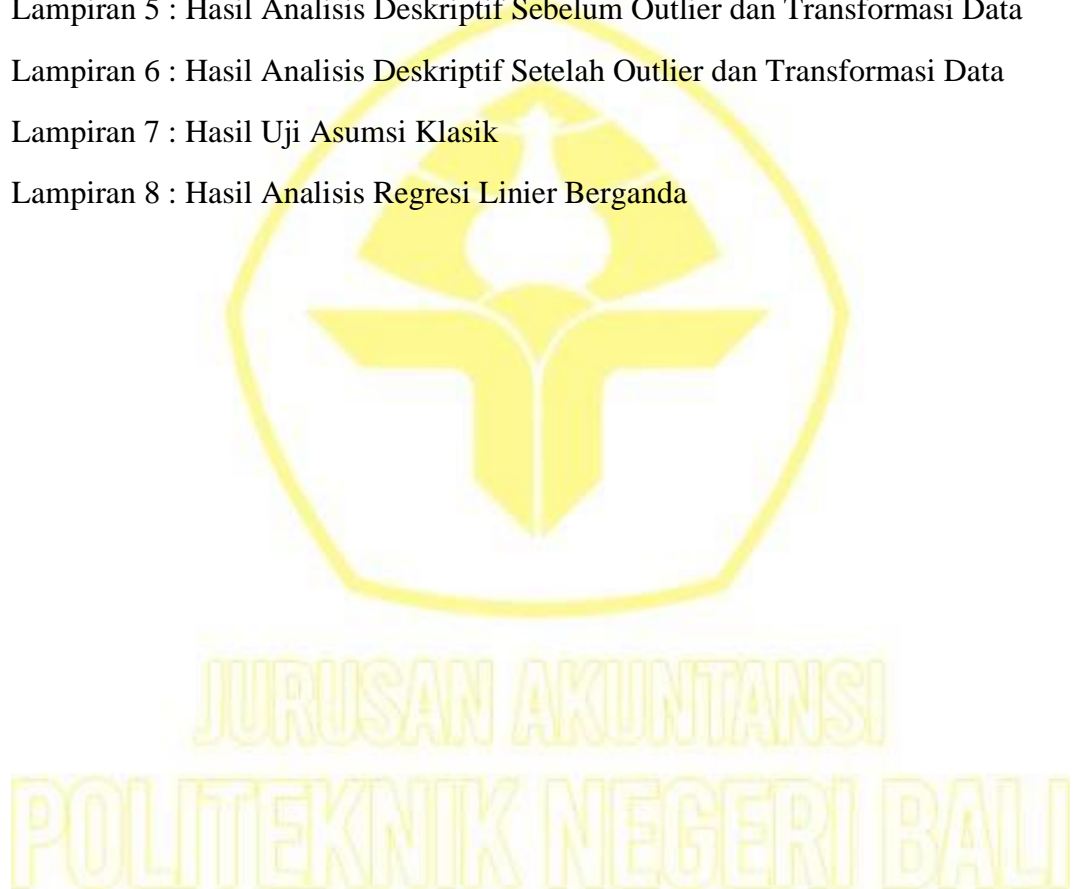 Lampiran 5 : Hasil Analisis Deskriptif Sebelum Outlier dan Transformasi Data
Lampiran 6 : Hasil Analisis Deskriptif Setelah Outlier dan Transformasi Data
Lampiran 7 : Hasil Uji Asumsi Klasik
Lampiran 8 : Hasil Analisis Regresi Linier Berganda
JURUSAN AKUNTANSI
POLITEKNIK NEGERI BALI